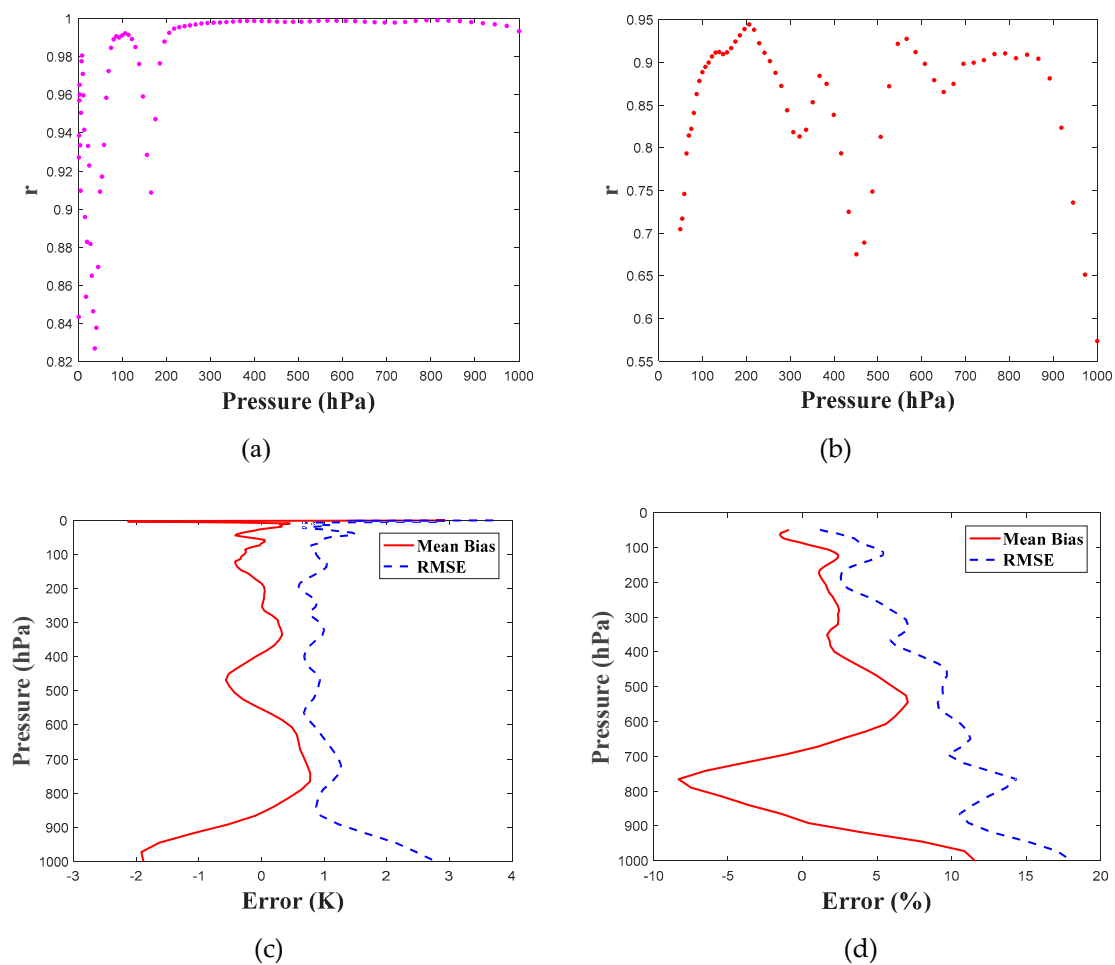 1
0.98
0.96
0.94
0.92
r
0.9
0.88
0.86
0.84
0.82
0 100 200 300 400 500 600 700 800 900 1000
Pressure (hPa)
(a)
0.95
0.9
0.85
0.8
0.75
r
0.7
0.65
0.6
0.55
0 100 200 300 400 500 600 700 800 900 1000
Pressure (hPa)
(b)
0
100
200
300
400
500
600
700
800
900
1000
Pressure (hPa)
Mean Bias
RMSE
-3 -2 -1 0 1 2 3 4
Error (K)
(c)
0
100
200
300
400
500
600
700
800
900
1000
Pressure (hPa)
Mean Bias
RMSE
-10 -5 0 5 10 15 20
Error (%)
(d)